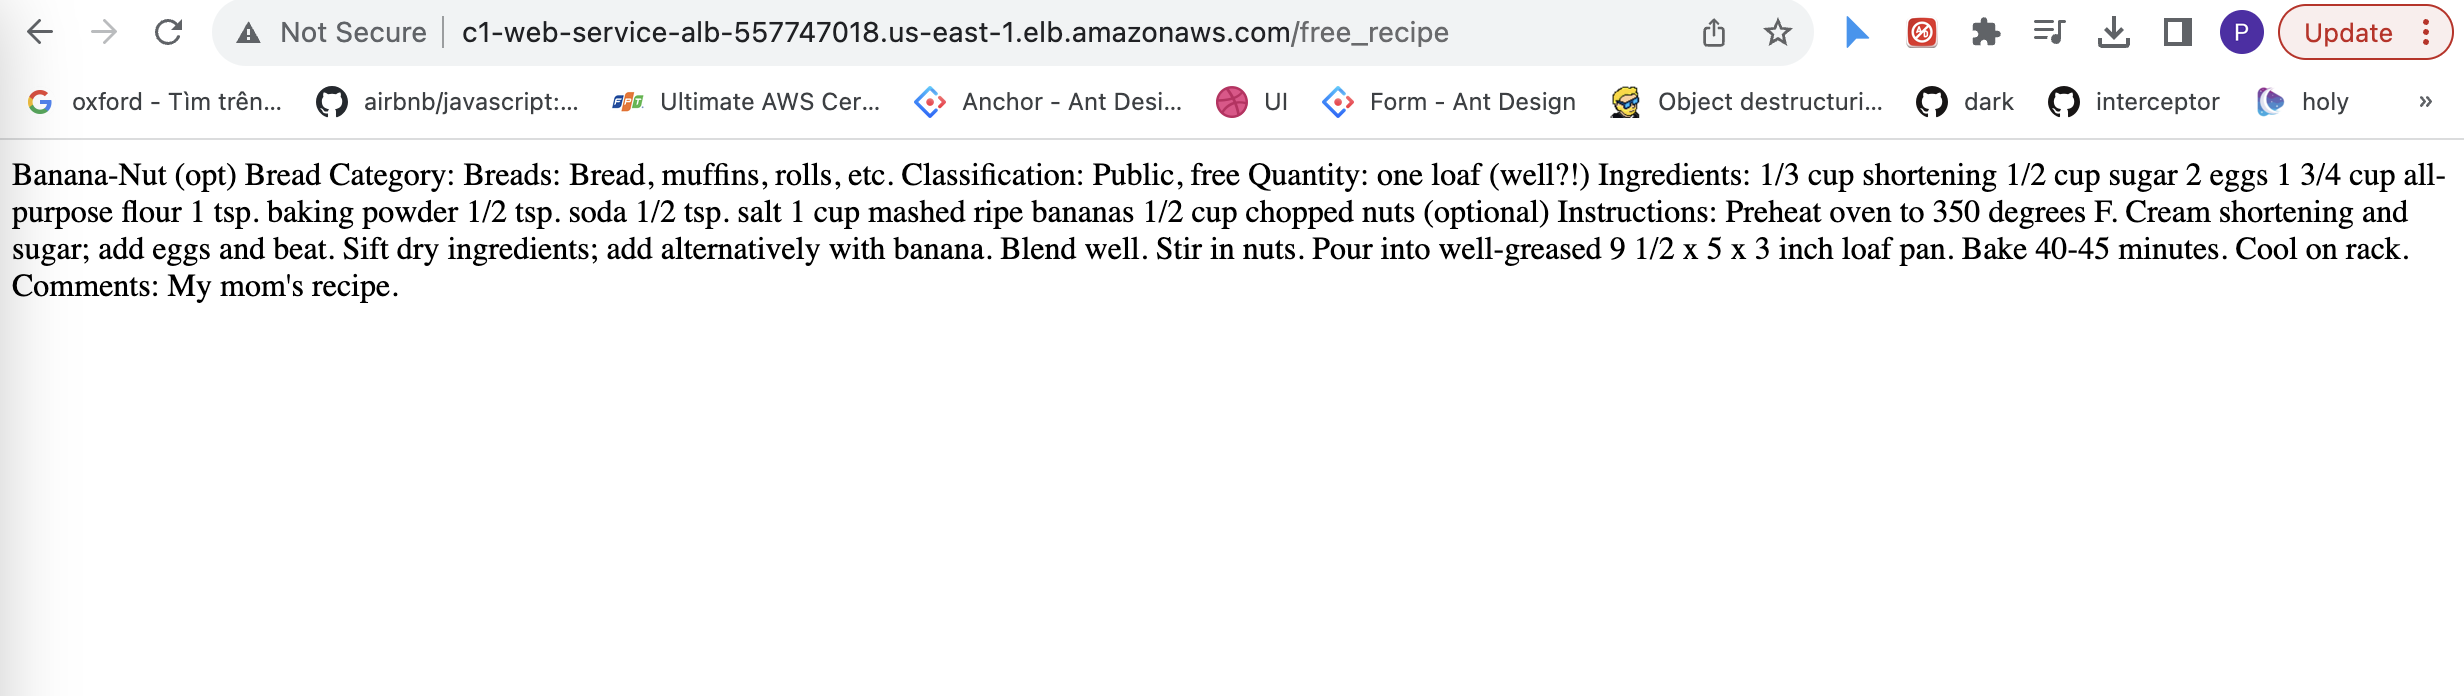 Not Secure c1-web-service-alb-557747018.us-east-1.elb.amazonaws.com/free_recipe P Update
oxford - Tìm trên... airbnb/javascript:... FPT Ultimate AWS Cer... Anchor - Ant Desi... UI Form - Ant Design Object destructuri... dark interceptor holy »
Banana-Nut (opt) Bread Category: Breads: Bread, muffins, rolls, etc. Classification: Public, free Quantity: one loaf (well?!) Ingredients: 1/3 cup shortening 1/2 cup sugar 2 eggs 1 3/4 cup all-
purpose flour 1 tsp. baking powder 1/2 tsp. soda 1/2 tsp. salt 1 cup mashed ripe bananas 1/2 cup chopped nuts (optional) Instructions: Preheat oven to 350 degrees F. Cream shortening and
sugar; add eggs and beat. Sift dry ingredients; add alternatively with banana. Blend well. Stir in nuts. Pour into well-greased 9 1/2 x 5 x 3 inch loaf pan. Bake 40-45 minutes. Cool on rack.
Comments: My mom's recipe.